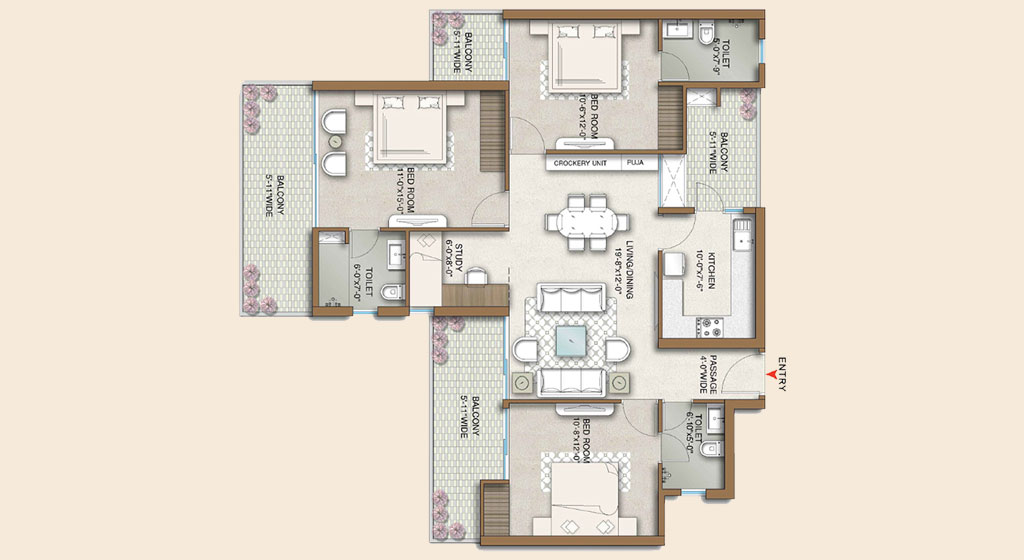 BALCONY
5'-11"WIDE
BED ROOM
10'-6"x12'-0"
TOILET
5'-0"x7'-9"
BALCONY
5'-11"WIDE
BED ROOM
11'-0"x15'-0"
BALCONY
5'-11"WIDE
CROCKERY UNIT
PUJA
TOILET
6'-0"x7'-0"
STUDY
6'-0"x8'-0"
LIVING/DINING
19'-8"x12'-0"
KITCHEN
10'-0"x7'-6"
PASSAGE
4'-0"WIDE
ENTRY
BALCONY
5'-11"WIDE
BED ROOM
10'-8"x12'-0"
TOILET
6'-10"x5'-0"